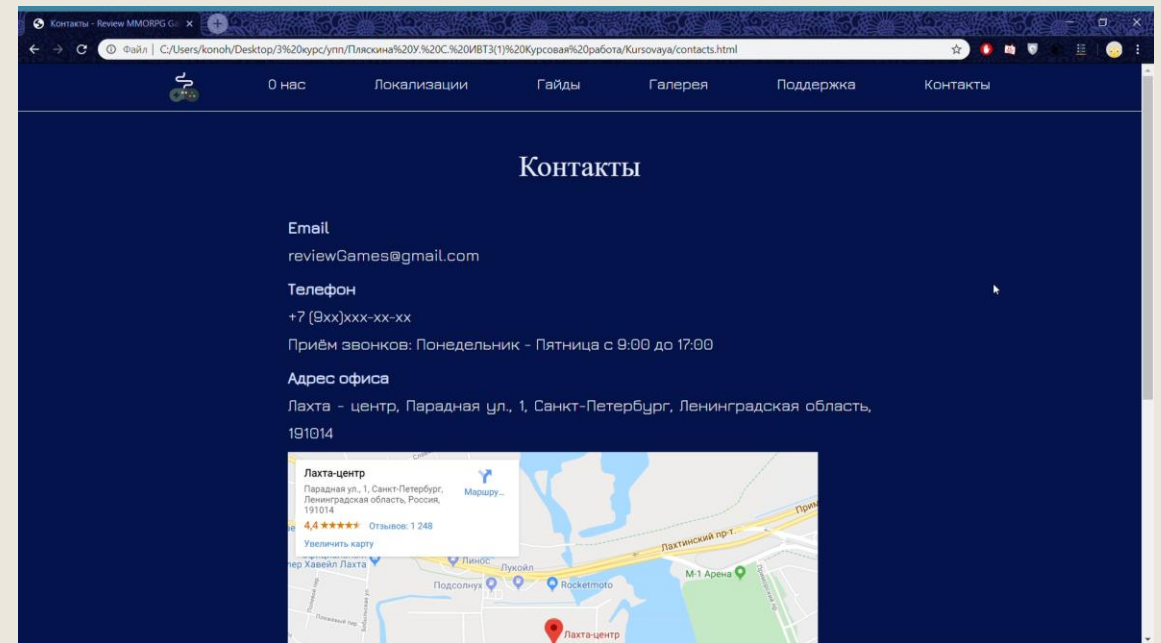 Контакты - Review MMORPG Ga
Файл | C:/Users/konoh/Desktop/3%20курс/упп/Пляскина%20У.%20С.%20ИВТ3(1)%20Курсовая%20работа/Kursovaya/contacts.html
О нас Локализации Гайды Галерея Поддержка Контакты
Контакты
Email
reviewGames@gmail.com
Телефон
+7 (9xx)xxx-xx-xx
Приём звонков: Понедельник - Пятница с 9:00 до 17:00
Адрес офиса
Лахта - центр, Парадная ул., 1, Санкт-Петербург, Ленинградская область,
191014
Лахта-центр
Парадная ул., 1, Санкт-Петербург,
Ленинградская область, Россия,
191014
Маршру...
4,4 Отзывов: 1 248
Увеличить карту
Лахтинский пр-т.
Хавейл Лахта
Линос
Лукойл
Подсолнух
Rocketmoto
М-1 Арена
Лахта-центр